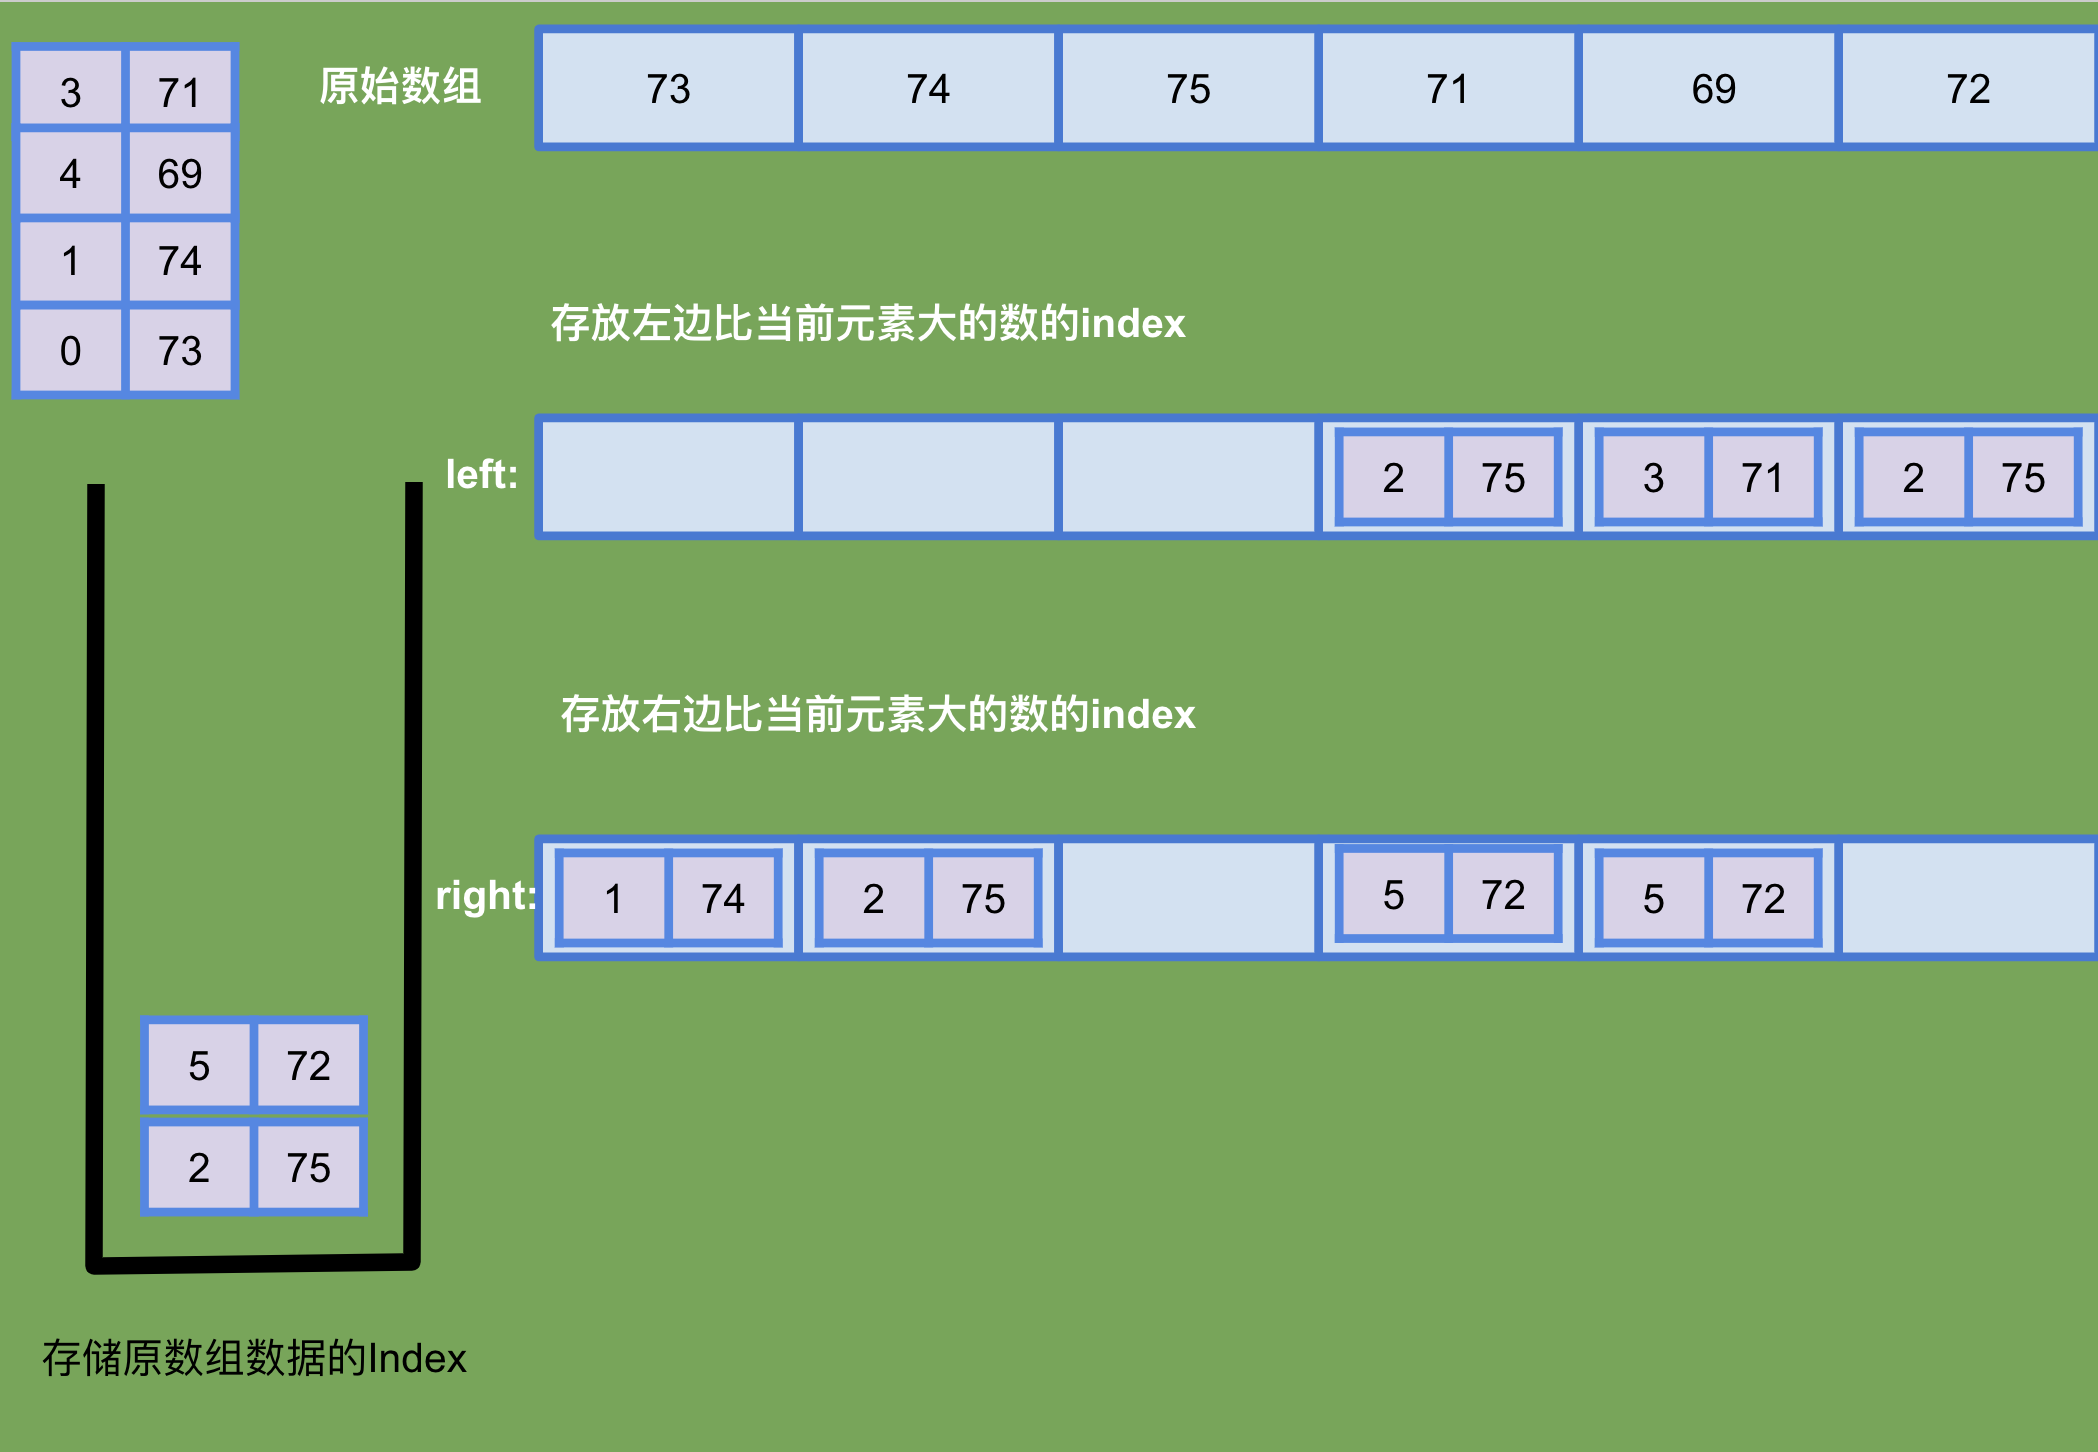 3 71
4 69
1 74
0 73
原始数组 73 74 75 71 69 72
存放左边比当前元素大的数的index
left: 2 75 3 71 2 75
存放右边比当前元素大的数的index
right: 1 74 2 75 5 72 5 72
5 72
2 75
存储原数组数据的Index